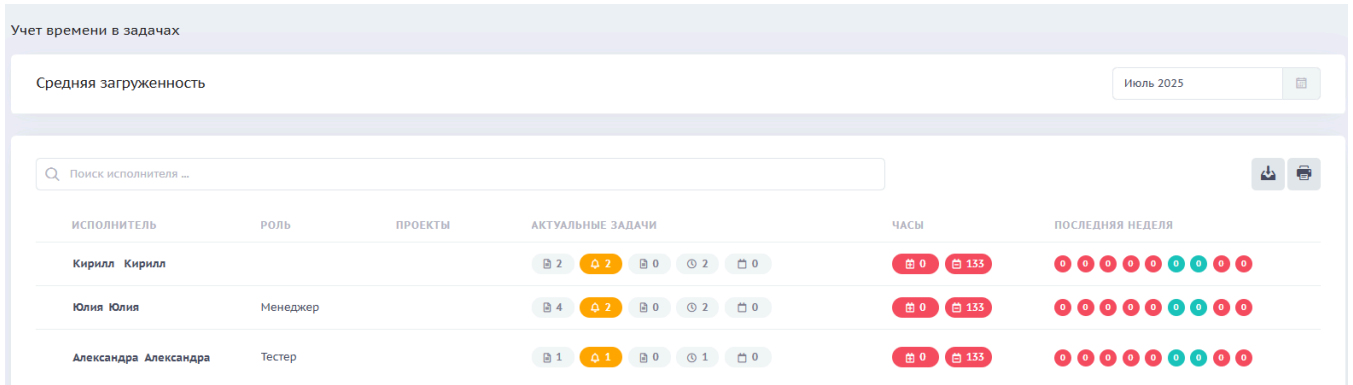 Учет времени в задачах
Средняя загруженность
Июль 2025
Поиск исполнителя ...
ИСПОЛНИТЕЛЬ РОЛЬ ПРОЕКТЫ АКТУАЛЬНЫЕ ЗАДАЧИ ЧАСЫ ПОСЛЕДНЯЯ НЕДЕЛЯ
Кирилл Кирилл 2 2 0 2 0 0 133 0 0 0 0 0 0 0 0 0
Юлия Юлия Менеджер 4 2 0 2 0 0 133 0 0 0 0 0 0 0 0 0
Александра Александра Тестер 1 1 0 1 0 0 133 0 0 0 0 0 0 0 0 0